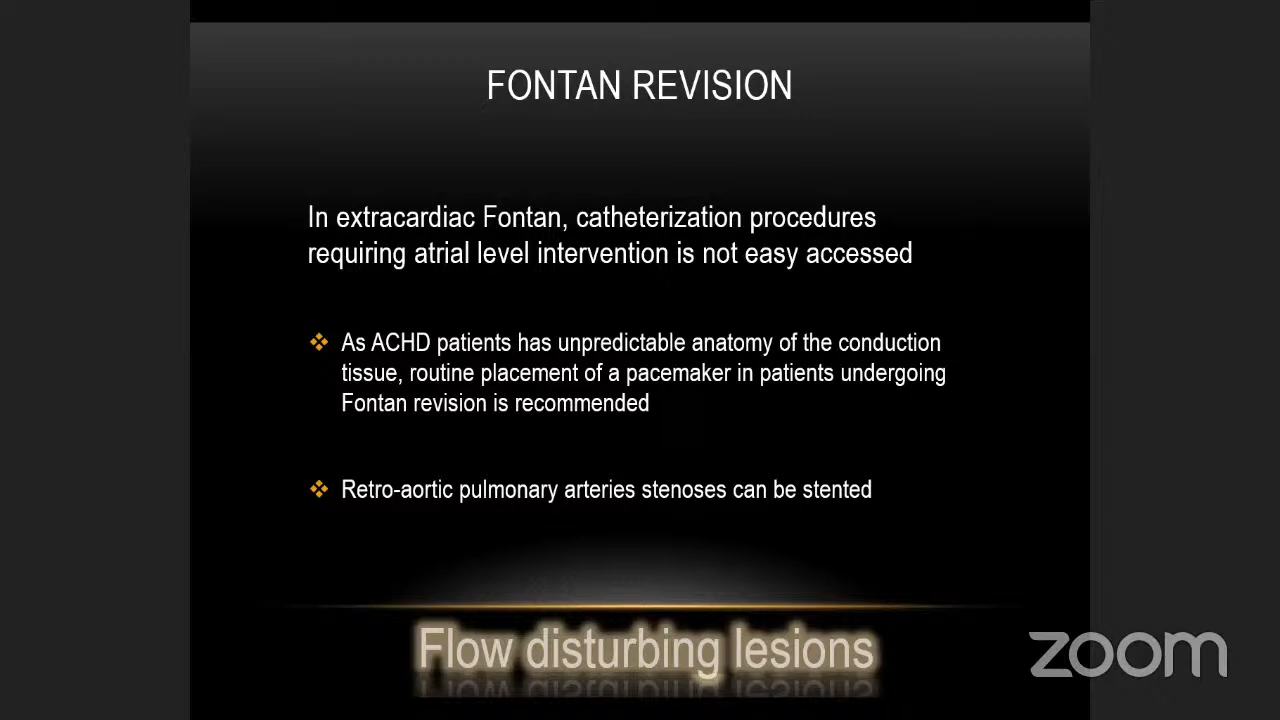 FONTAN REVISION
In extracardiac Fontan, catheterization procedures
requiring atrial level intervention is not easy accessed
As ACHD patients has unpredictable anatomy of the conduction
tissue, routine placement of a pacemaker in patients undergoing
Fontan revision is recommended
Retro-aortic pulmonary arteries stenoses can be stented
Flow disturbing lesions
zoom